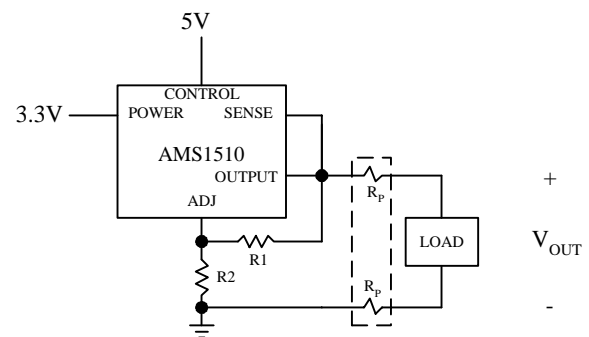 5V
CONTROL
3.3V
POWER
SENSE
AMS1510
OUTPUT
ADJ
R1
R2
RP
RP
LOAD
+
VOUT
-